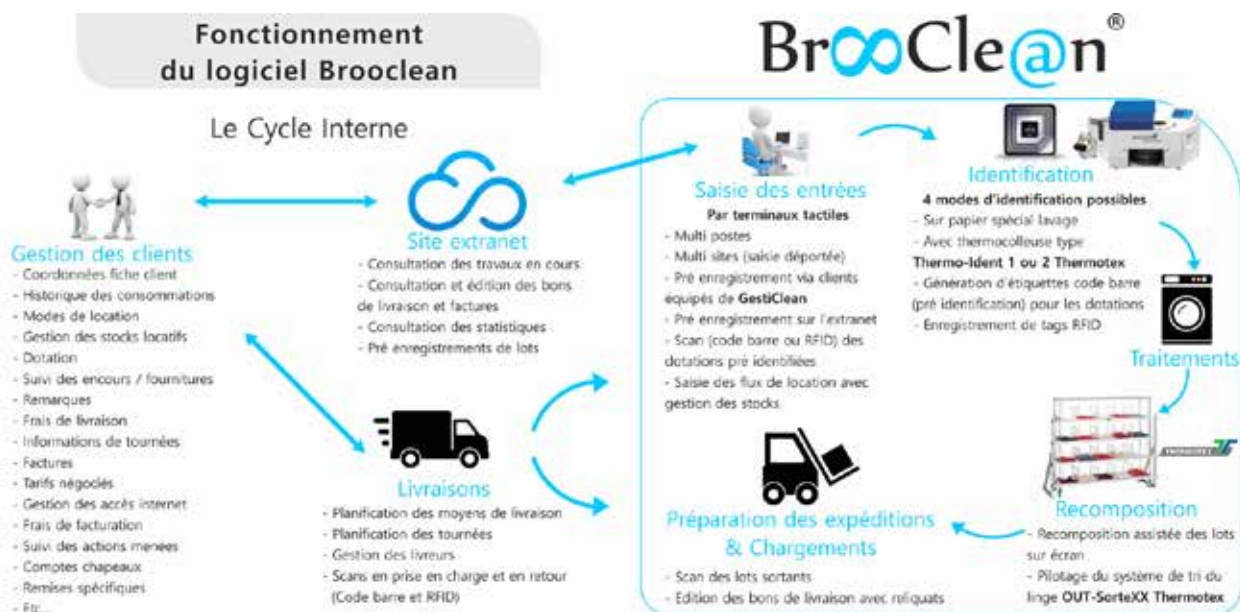 Fonctionnement
du logiciel Brooclean
Le Cycle Interne
Gestion des clients
- Coordonnées fiche client
- Historique des consommations
- Modes de location
- Gestion des stocks locatifs
- Dotation
- Suivi des encours / fournitures
- Remarques
- Frais de livraison
- Informations de tournées
- Factures
- Tarifs négociés
- Gestion des accès internet
- Frais de facturation
- Suivi des actions menées
- Comptes chapeaux
- Remises spécifiques
- Etc...
Site extranet
- Consultation des travaux en cours
- Consultation et édition des bons
de livraison et factures
- Consultation des statistiques
- Pré enregistrements de lots
Livraisons
- Planification des moyens de livraison
- Planification des tournées
- Gestion des livreurs
- Scans en prise en charge et en retour
(Code barre et RFID)
BrooCle@n®
Saisie des entrées
Par terminaux tactiles
- Multi postes
- Multi sites (saisie déportée)
- Pré enregistrement via clients
équipés de GestiClean
- Pré enregistrement sur l'extranet
- Scan (code barre ou RFID) des
dotations pré identifiées
- Saisie des flux de location avec
gestion des stocks
Identification
4 modes d'identification possibles
- Sur papier spécial lavage
- Avec thermocolleuse type
Thermo-Ident 1 ou 2 Thermotex
- Génération d'étiquettes code barre
(pré identification) pour les dotations
- Enregistrement de tags RFID
Traitements
THERMOTEX
Recomposition
- Recomposition assistée des lots
sur écran
- Pilotage du système de tri du
linge OUT-SorteXX Thermotex
Préparation des expéditions
& Chargements
- Scan des lots sortants
- Edition des bons de livraison avec reliquats